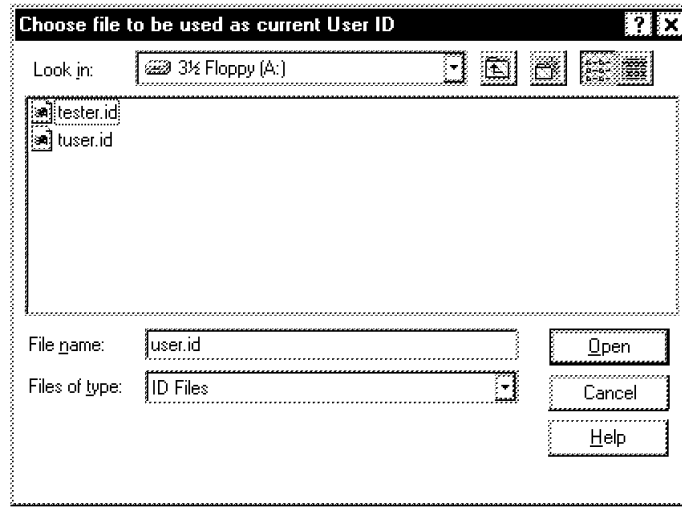 Choose file to be used as current User ID
Look in: 3½ Floppy (A:)
tester.id
tuser.id
File name: user.id Open
Files of type: ID Files Cancel
Help